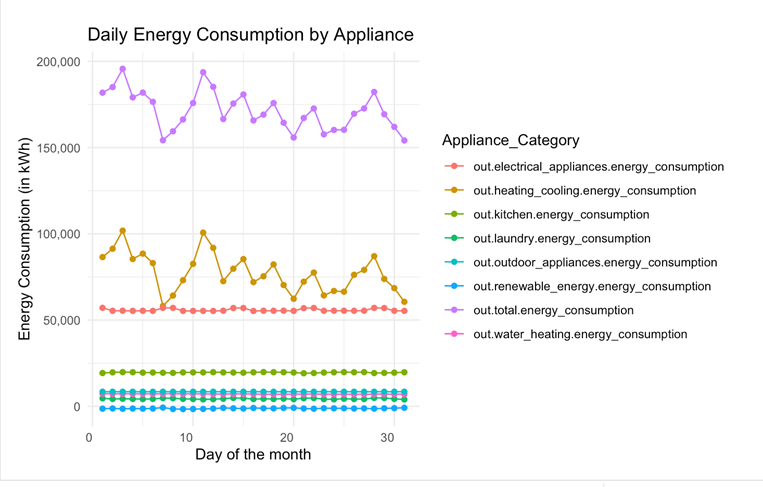 Daily Energy Consumption by Appliance
200,000
150,000
100,000
50,000
0
Energy Consumption (in kWh)
0 10 20 30
Day of the month
Appliance_Category
out.electrical_appliances.energy_consumption
out.heating_cooling.energy_consumption
out.kitchen.energy_consumption
out.laundry.energy_consumption
out.outdoor_appliances.energy_consumption
out.renewable_energy.energy_consumption
out.total.energy_consumption
out.water_heating.energy_consumption